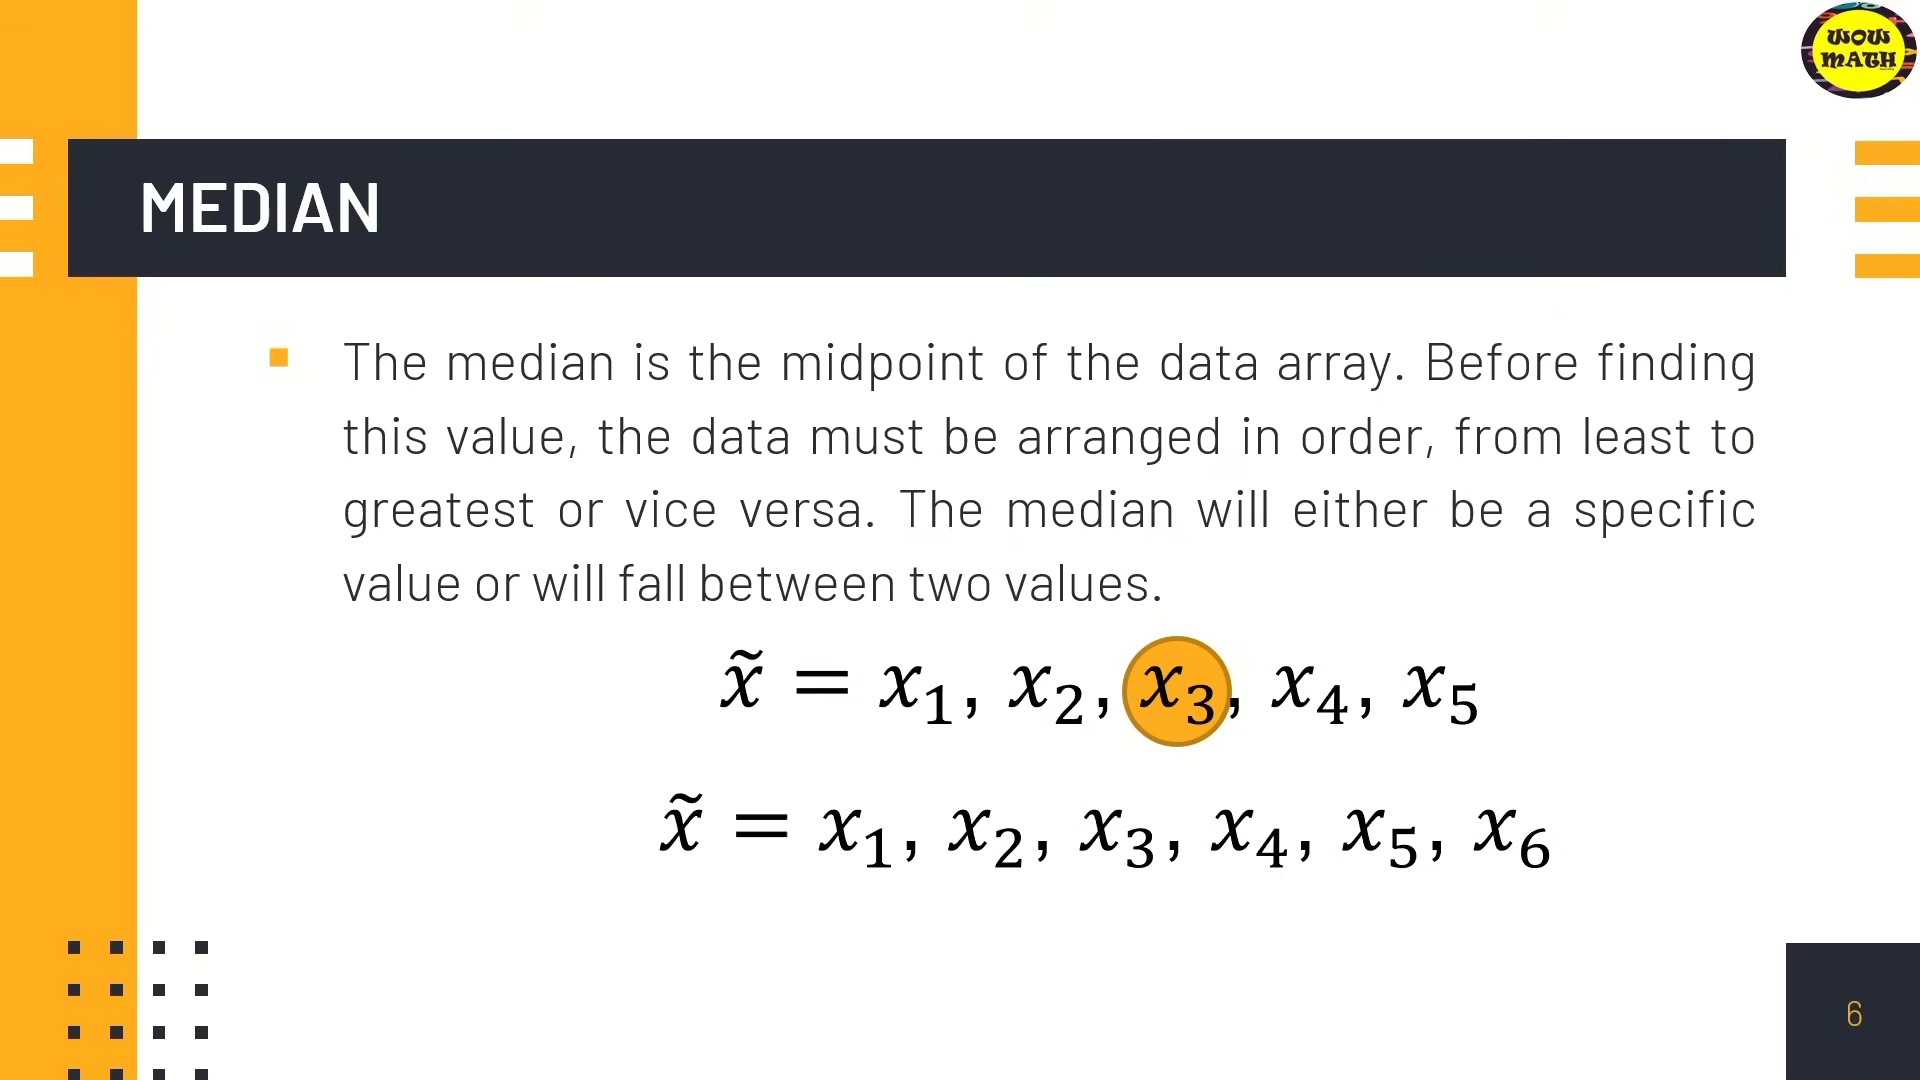 WOW
MATH
MEDIAN
The median is the midpoint of the data array. Before finding
this value, the data must be arranged in order, from least to
greatest or vice versa. The median will either be a specific
value or will fall between two values.
x̃ = x₁, x₂, x₃, x₄, x₅
x̃ = x₁, x₂, x₃, x₄, x₅, x₆
6